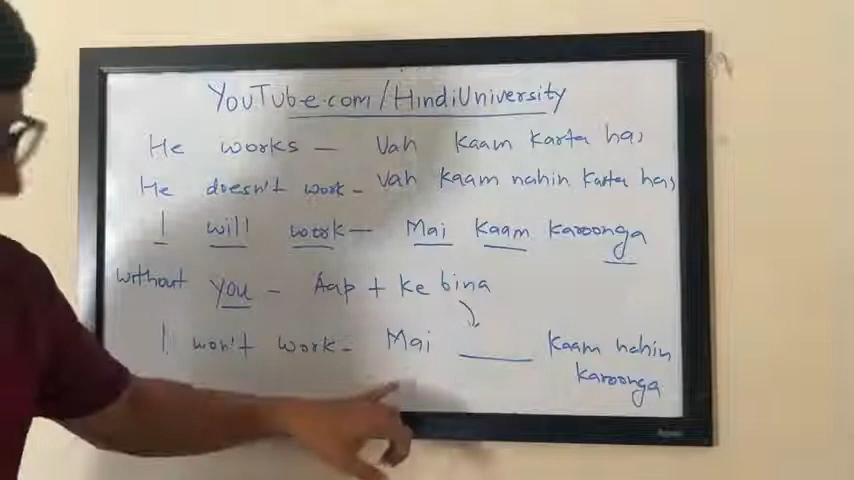 YouTube.com/HindiUniversity
He works - Vah kaam karta hai
He doesn't work - Vah kaam nahin karta hai
I will work - Mai kaam karoonga
without you - Aap + ke bina
I won't work - Mai ____ kaam nahin
karoonga